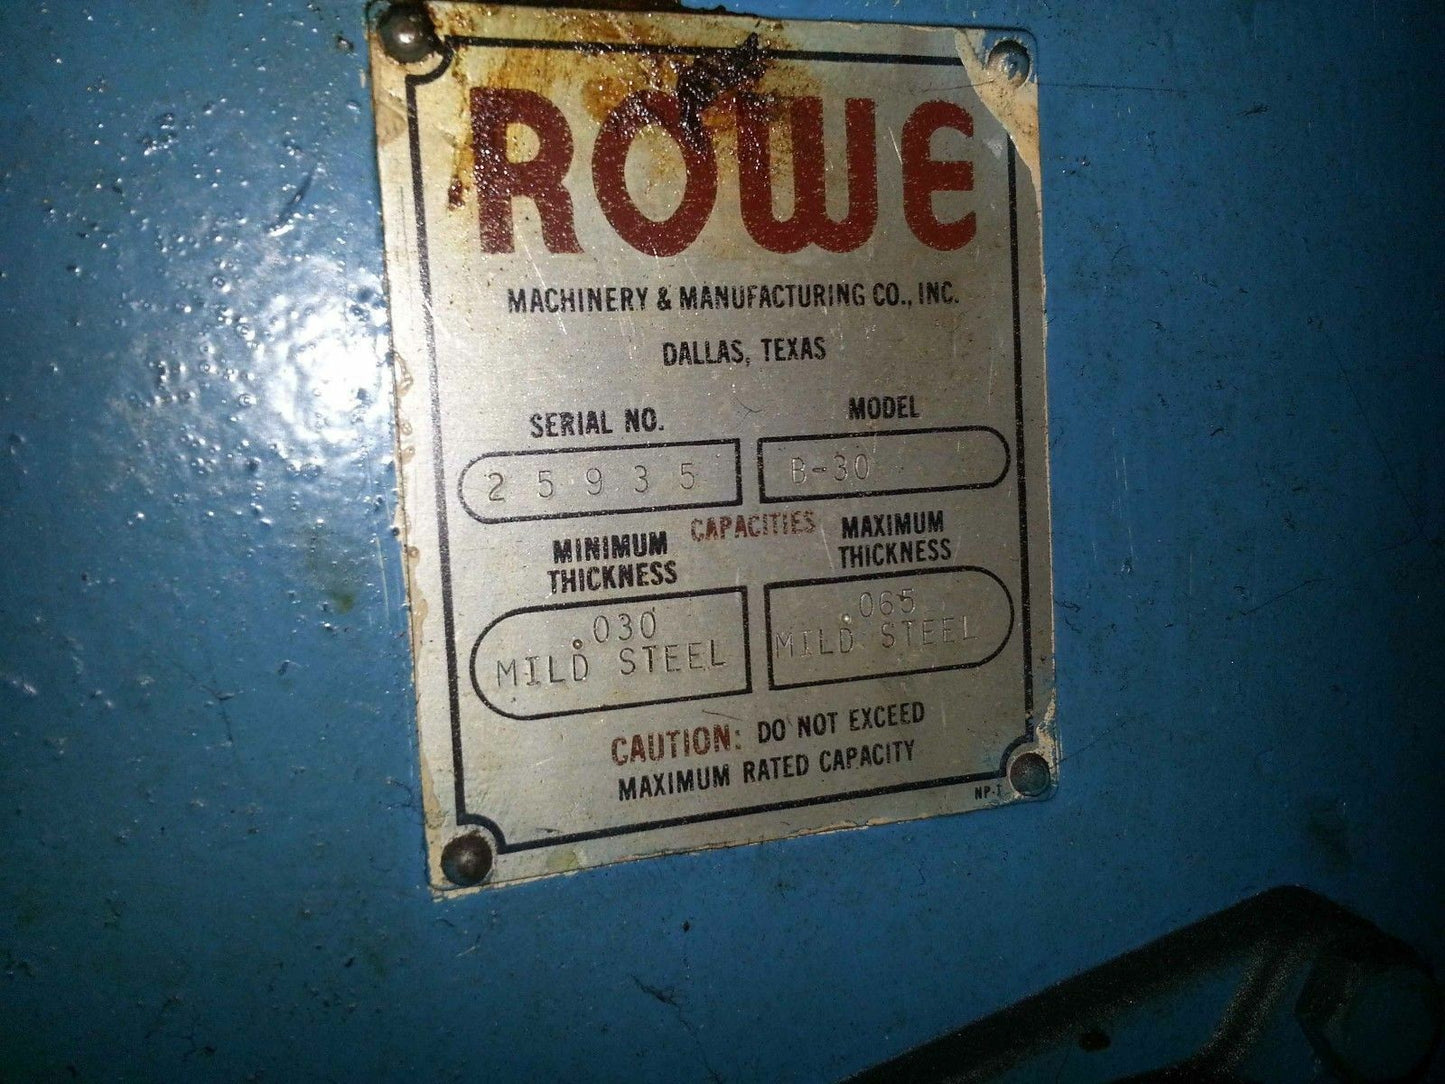 ROWE
MACHINERY & MANUFACTURING CO., INC.
DALLAS, TEXAS
SERIAL NO. MODEL
25935 B-30
CAPACITIES
MINIMUM THICKNESS MAXIMUM THICKNESS
.030 MILD STEEL .065 MILD STEEL
CAUTION: DO NOT EXCEED
MAXIMUM RATED CAPACITY
NP-1